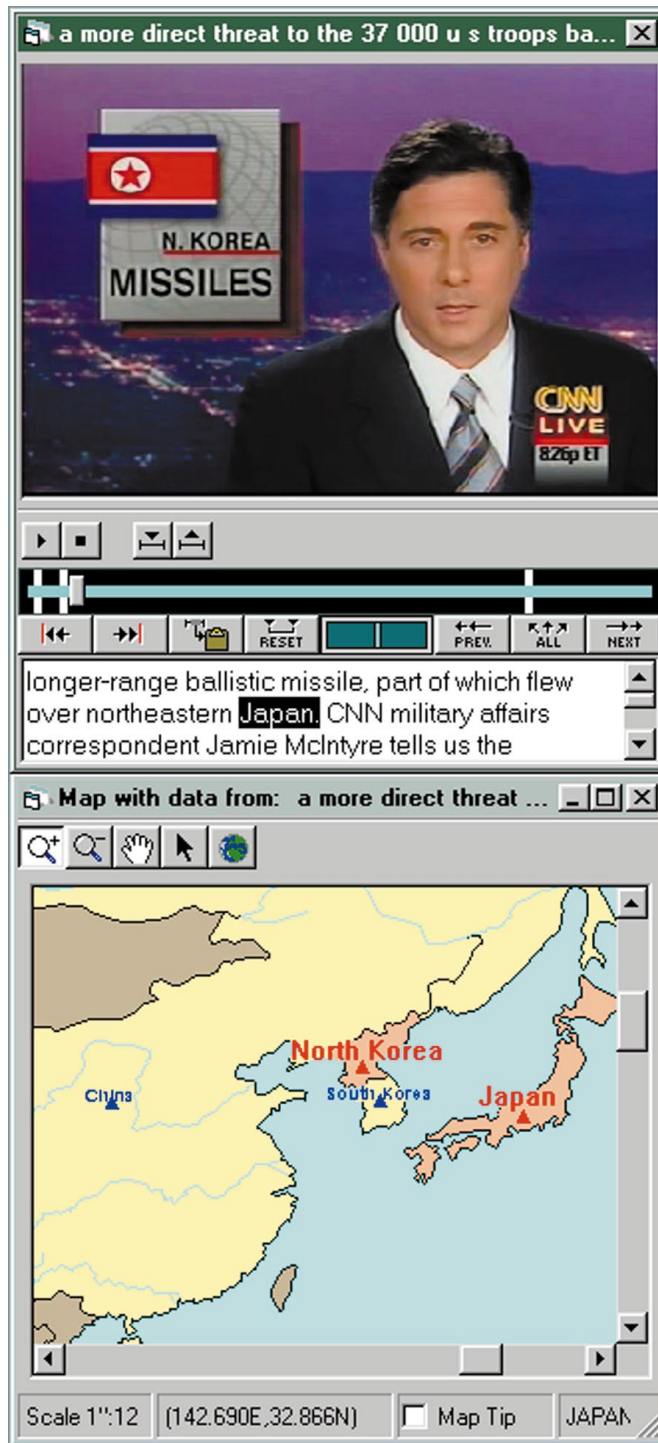 a more direct threat to the 37 000 u s troops ba...
N. KOREA
MISSILES
CNN
LIVE
8:26p ET
RESET
PREV.
ALL
NEXT
longer-range ballistic missile, part of which flew
over northeastern Japan. CNN military affairs
correspondent Jamie McIntyre tells us the
Map with data from: a more direct threat ...
North Korea
China
South Korea
Japan
Scale 1":12 (142.690E,32.866N) Map Tip JAPAN